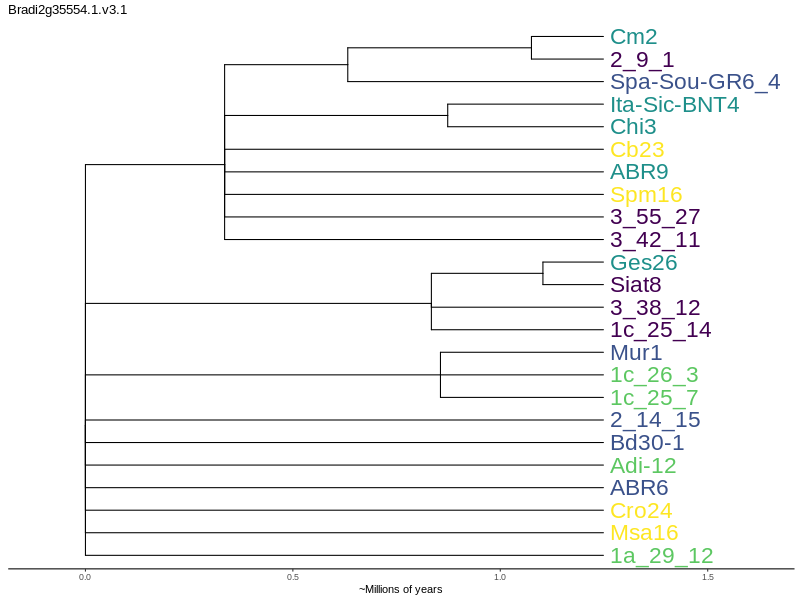 Bradi2g35554.1.v3.1
Cm2
2_9_1
Spa-Sou-GR6_4
Ita-Sic-BNT4
Chi3
Cb23
ABR9
Spm16
3_55_27
3_42_11
Ges26
Siat8
3_38_12
1c_25_14
Mur1
1c_26_3
1c_25_7
2_14_15
Bd30-1
Adi-12
ABR6
Cro24
Msa16
1a_29_12
0.0 0.5 1.0 1.5
~Millions of years